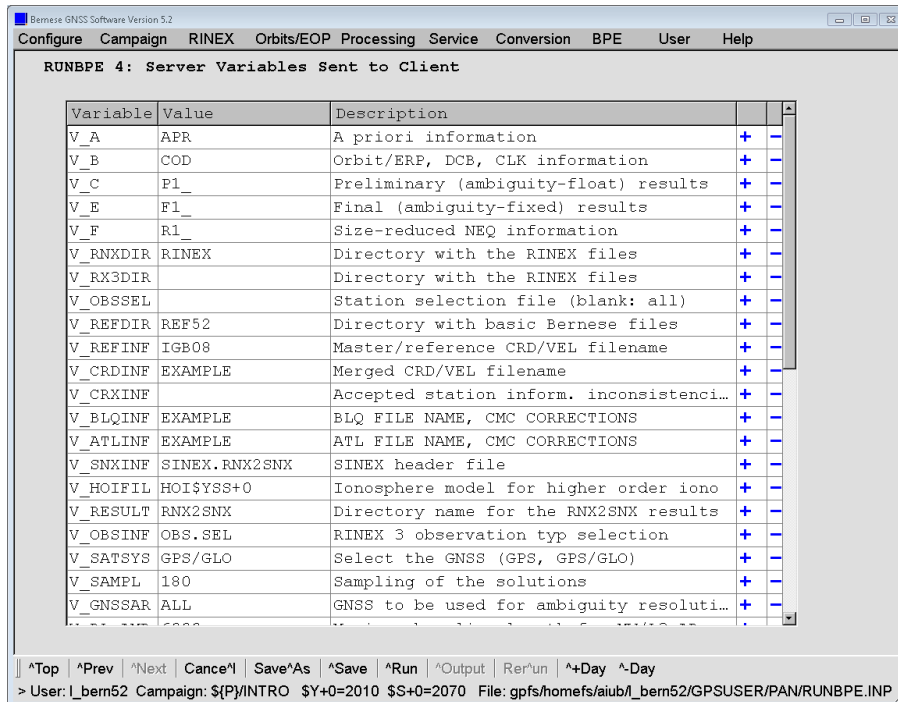 Bernese GNSS Software Version 5.2
Configure Campaign RINEX Orbits/EOP Processing Service Conversion BPE User Help
RUNBPE 4: Server Variables Sent to Client
Variable Value Description
V_A APR A priori information + −
V_B COD Orbit/ERP, DCB, CLK information + −
V_C P1_ Preliminary (ambiguity-float) results + −
V_E F1_ Final (ambiguity-fixed) results + −
V_F R1_ Size-reduced NEQ information + −
V_RNXDIR RINEX Directory with the RINEX files + −
V_RX3DIR Directory with the RINEX files + −
V_OBSSEL Station selection file (blank: all) + −
V_REFDIR REF52 Directory with basic Bernese files + −
V_REFINF IGB08 Master/reference CRD/VEL filename + −
V_CRDINF EXAMPLE Merged CRD/VEL filename + −
V_CRXINF Accepted station inform. inconsistenci… + −
V_BLQINF EXAMPLE BLQ FILE NAME, CMC CORRECTIONS + −
V_ATLINF EXAMPLE ATL FILE NAME, CMC CORRECTIONS + −
V_SNXINF SINEX.RNX2SNX SINEX header file + −
V_HOIFIL HOI$YSS+0 Ionosphere model for higher order iono + −
V_RESULT RNX2SNX Directory name for the RNX2SNX results + −
V_OBSINF OBS.SEL RINEX 3 observation typ selection + −
V_SATSYS GPS/GLO Select the GNSS (GPS, GPS/GLO) + −
V_SAMPL 180 Sampling of the solutions + −
V_GNSSAR ALL GNSS to be used for ambiguity resoluti… + −
^Top ^Prev ^Next Cance^l Save^As ^Save ^Run ^Output Rer^un ^+Day ^-Day
> User: l_bern52 Campaign: ${P}/INTRO $Y+0=2010 $S+0=2070 File: gpfs/homefs/aiub/l_bern52/GPSUSER/PAN/RUNBPE.INP